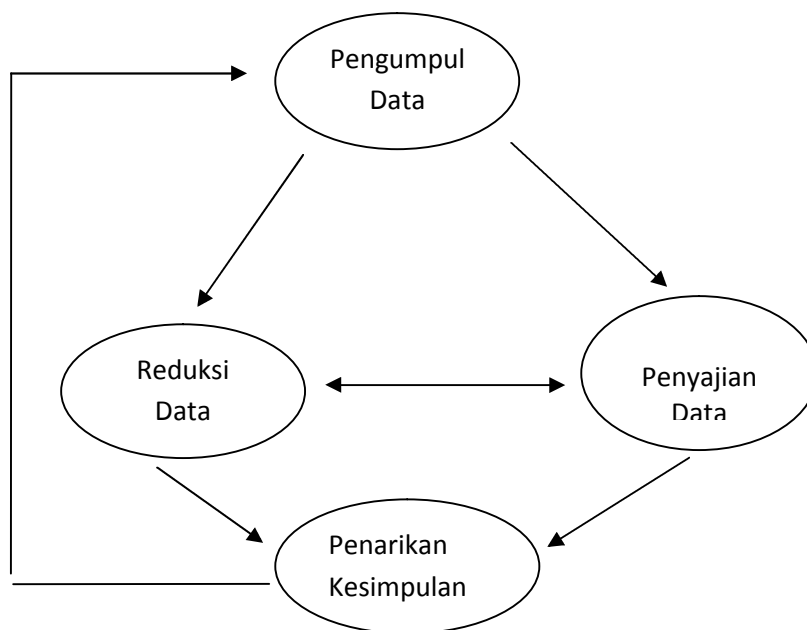 Pengumpul
Data
Reduksi
Data
Penyajian
Data
Penarikan
Kesimpulan